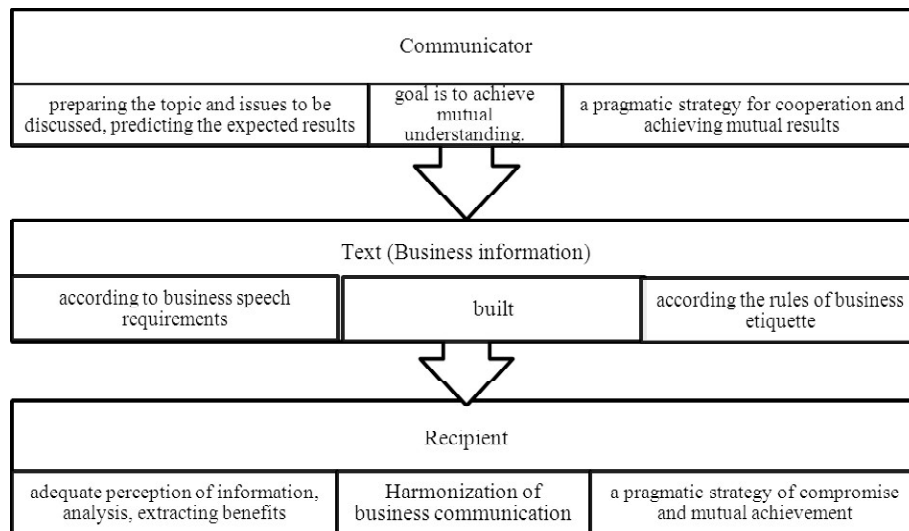 Communicator
preparing the topic and issues to be
discussed, predicting the expected results
goal is to achieve
mutual
understanding.
a pragmatic strategy for cooperation and
achieving mutual results
Text (Business information)
according to business speech
requirements
built
according the rules of business
etiquette
Recipient
adequate perception of information,
analysis, extracting benefits
Harmonization of
business communication
a pragmatic strategy of compromise
and mutual achievement